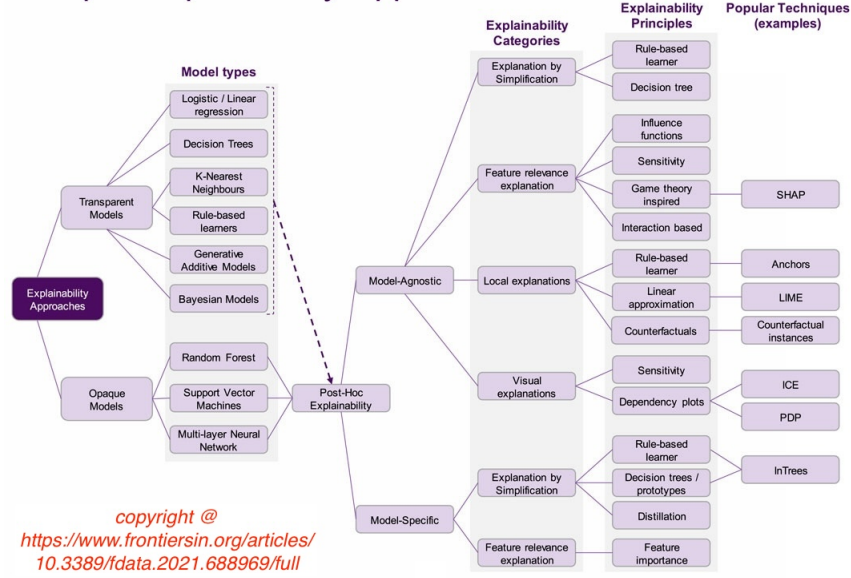 Explainability
Principles
Popular Techniques
(examples)
Explainability
Categories
Model types
Explainability
Approaches
Transparent
Models
Opaque
Models
Logistic / Linear
regression
Decision Trees
K-Nearest
Neighbours
Rule-based
learners
Generative
Additive Models
Bayesian Models
Random Forest
Support Vector
Machines
Multi-layer Neural
Network
Post-Hoc
Explainability
Model-Agnostic
Model-Specific
Explanation by
Simplification
Feature relevance
explanation
Local explanations
Visual
explanations
Explanation by
Simplification
Feature relevance
explanation
Rule-based
learner
Decision tree
Influence
functions
Sensitivity
Game theory
inspired
Interaction based
Rule-based
learner
Linear
approximation
Counterfactuals
Sensitivity
Dependency plots
Rule-based
learner
Decision trees /
prototypes
Distillation
Feature
importance
SHAP
Anchors
LIME
Counterfactual
instances
ICE
PDP
InTrees
copyright @
https://www.frontiersin.org/articles/
10.3389/fdata.2021.688969/full